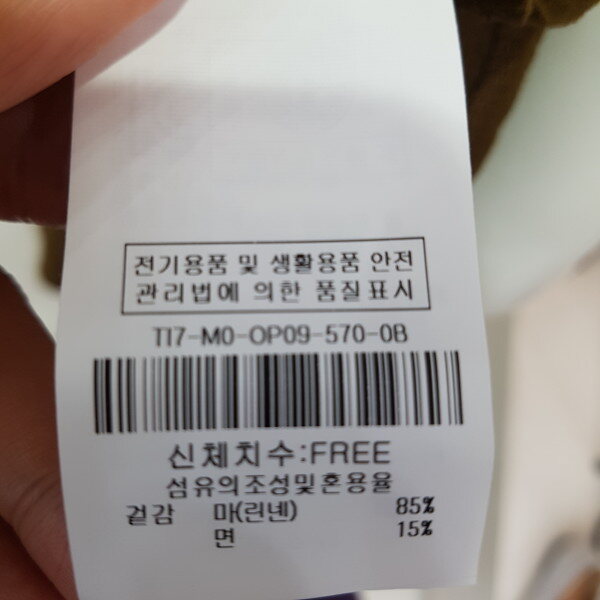 전기용품 및 생활용품 안전
관리법에 의한 품질표시
T17-M0-OP09-570-0B
신체치수:FREE
섬유의조성및혼용율
겉감 마(린넨) 85%
면 15%